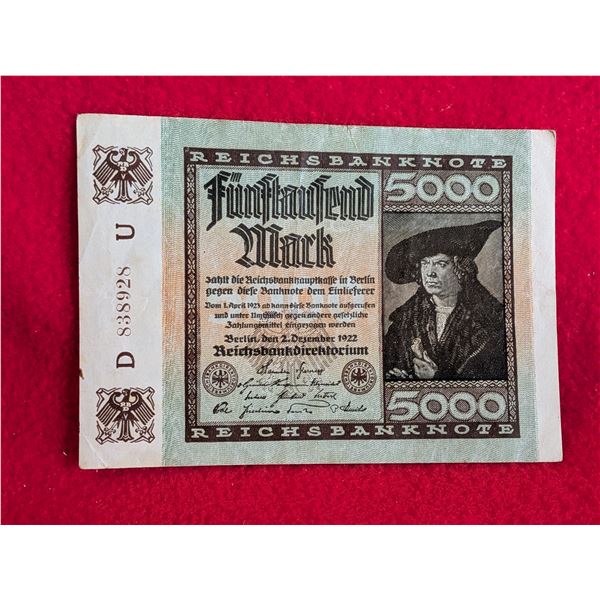 REICHSBANKNOTE
5000
Fünftausend
Mark
zahlt die Reichsbankhauptkasse in Berlin
gegen diese Banknote dem Einlieferer
Vom 1. April 1923 ab kann diese Banknote aufgerufen
und unter Umtausch gegen andere gesetzliche
Zahlungsmittel eingezogen werden
Berlin, den 2. Dezember 1922
Reichsbankdirektorium
5000
REICHSBANKNOTE
D 838928 U